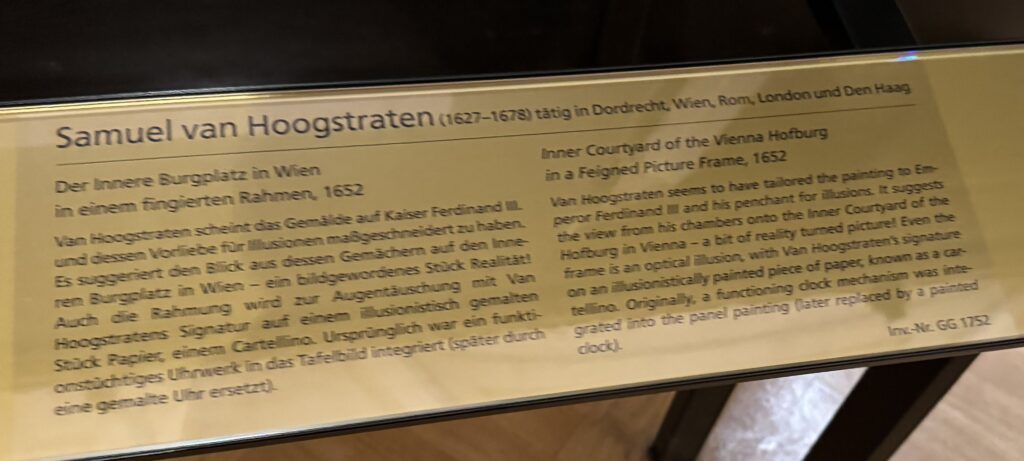 Samuel van Hoogstraten (1627–1678) tätig in Dordrecht, Wien, Rom, London und Den Haag
Der Innere Burgplatz in Wien
in einem fingierten Rahmen, 1652
Van Hoogstraten scheint das Gemälde auf Kaiser Ferdinand III.
und dessen Vorliebe für Illusionen maßgeschneidert zu haben.
Es suggeriert den Blick aus dessen Gemächern auf den Inne-
ren Burgplatz in Wien – ein bildgewordenes Stück Realität!
Auch die Rahmung wird zur Augentäuschung mit Van
Hoogstratens Signatur auf einem illusionistisch gemalten
Stück Papier, einem Cartellino. Ursprünglich war ein funkti-
onstüchtiges Uhrwerk in das Tafelbild integriert (später durch
eine gemalte Uhr ersetzt).
Inner Courtyard of the Vienna Hofburg
in a Feigned Picture Frame, 1652
Van Hoogstraten seems to have tailored the painting to Em-
peror Ferdinand III and his penchant for illusions. It suggests
the view from his chambers onto the Inner Courtyard of the
Hofburg in Vienna – a bit of reality turned picture! Even the
frame is an optical illusion, with Van Hoogstraten's signature
on an illusionistically painted piece of paper, known as a car-
tellino. Originally, a functioning clock mechanism was inte-
grated into the panel painting (later replaced by a painted
clock).
Inv.-Nr. GG 1752